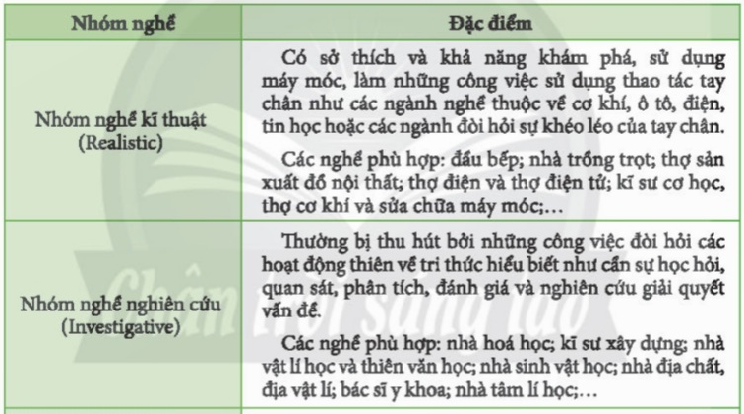 Nhóm nghề
Đặc điểm
Nhóm nghề kĩ thuật
(Realistic)
Có sở thích và khả năng khám phá, sử dụng
máy móc, làm những công việc sử dụng thao tác tay
chân như các ngành nghề thuộc về cơ khí, ô tô, điện,
tin học hoặc các ngành đòi hỏi sự khéo léo của tay chân.
Các nghề phù hợp: đầu bếp; nhà trồng trọt; thợ sản
xuất đồ nội thất; thợ điện và thợ điện tử; kĩ sư cơ học,
thợ cơ khí và sửa chữa máy móc;…
Nhóm nghề nghiên cứu
(Investigative)
Thường bị thu hút bởi những công việc đòi hỏi các
hoạt động thiên về tri thức hiểu biết như cần sự học hỏi,
quan sát, phân tích, đánh giá và nghiên cứu giải quyết
vấn đề.
Các nghề phù hợp: nhà hoá học; kĩ sư xây dựng; nhà
vật lí học và thiên văn học; nhà sinh vật học; nhà địa chất,
địa vật lí; bác sĩ y khoa; nhà tâm lí học;…
Chân trời sáng tạo